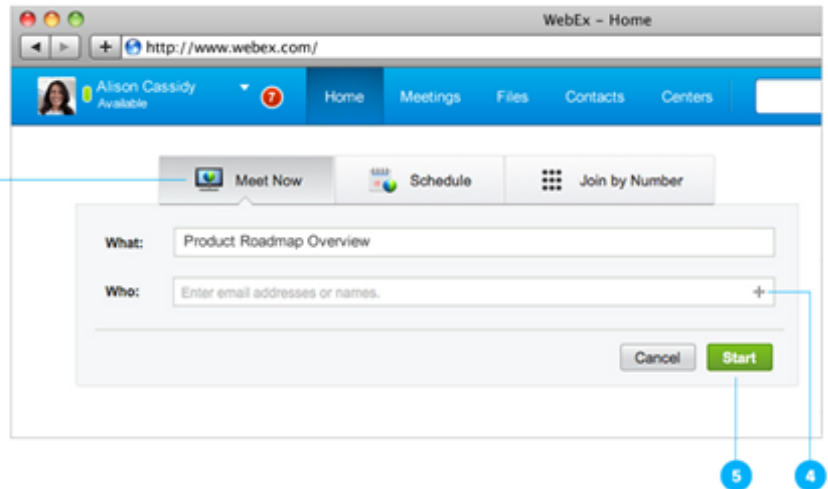 WebEx – Home
http://www.webex.com/
Alison Cassidy
Available
7
Home Meetings Files Contacts Centers
Meet Now Schedule Join by Number
What: Product Roadmap Overview
Who: Enter email addresses or names. +
Cancel Start
5 4